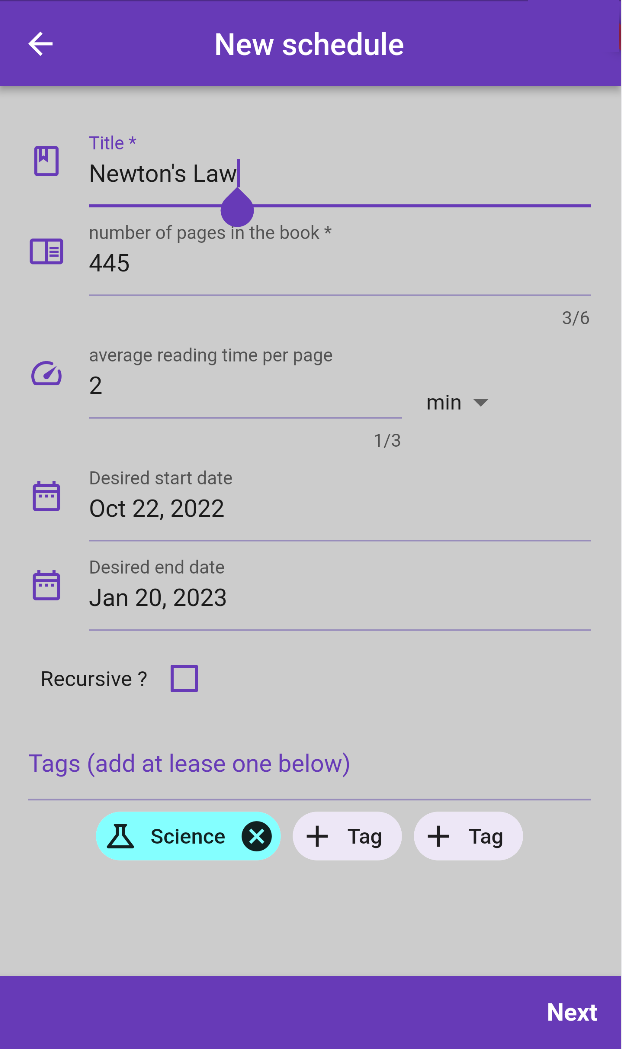 New schedule
Title *
Newton's Law
number of pages in the book *
445
3/6
average reading time per page
2
min
1/3
Desired start date
Oct 22, 2022
Desired end date
Jan 20, 2023
Recursive ?
Tags (add at lease one below)
Science Tag Tag
Next